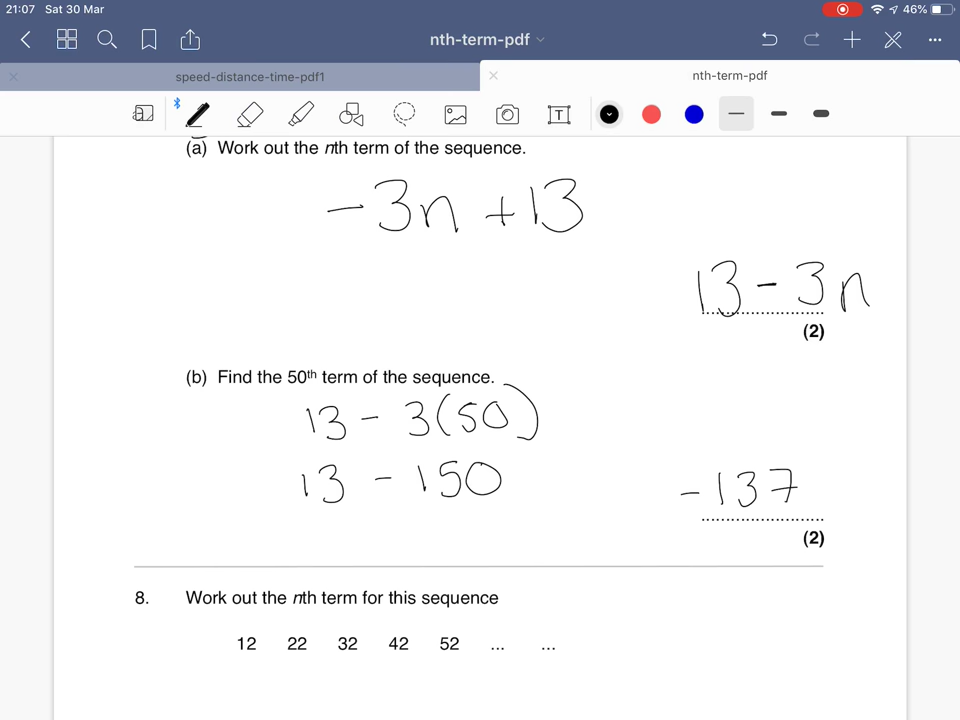 21:07 Sat 30 Mar 46%
nth-term-pdf
speed-distance-time-pdf1 nth-term-pdf
T
(a) Work out the nth term of the sequence.
-3n +13
13 - 3n
(2)
(b) Find the 50th term of the sequence.
13 - 3(50)
13 - 150
-137
(2)
8. Work out the nth term for this sequence
12 22 32 42 52 ... ...